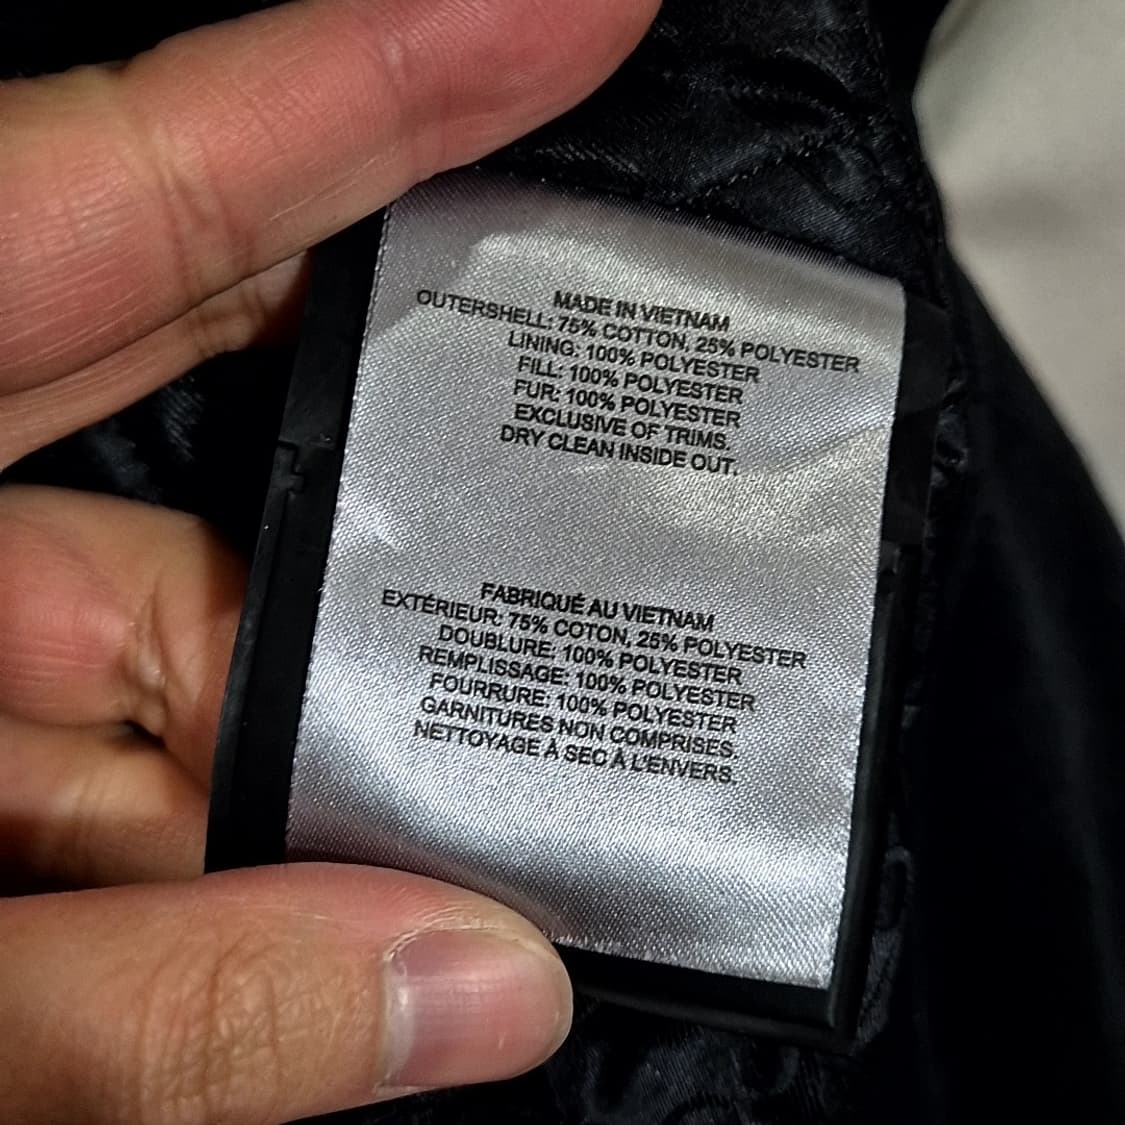 MADE IN VIETNAM
OUTERSHELL: 75% COTTON, 25% POLYESTER
LINING: 100% POLYESTER
FILL: 100% POLYESTER
FUR: 100% POLYESTER
EXCLUSIVE OF TRIMS.
DRY CLEAN INSIDE OUT.
FABRIQUÉ AU VIETNAM
EXTÉRIEUR: 75% COTON, 25% POLYESTER
DOUBLURE: 100% POLYESTER
REMPLISSAGE: 100% POLYESTER
FOURRURE: 100% POLYESTER
GARNITURES NON COMPRISES.
NETTOYAGE À SEC À L'ENVERS.